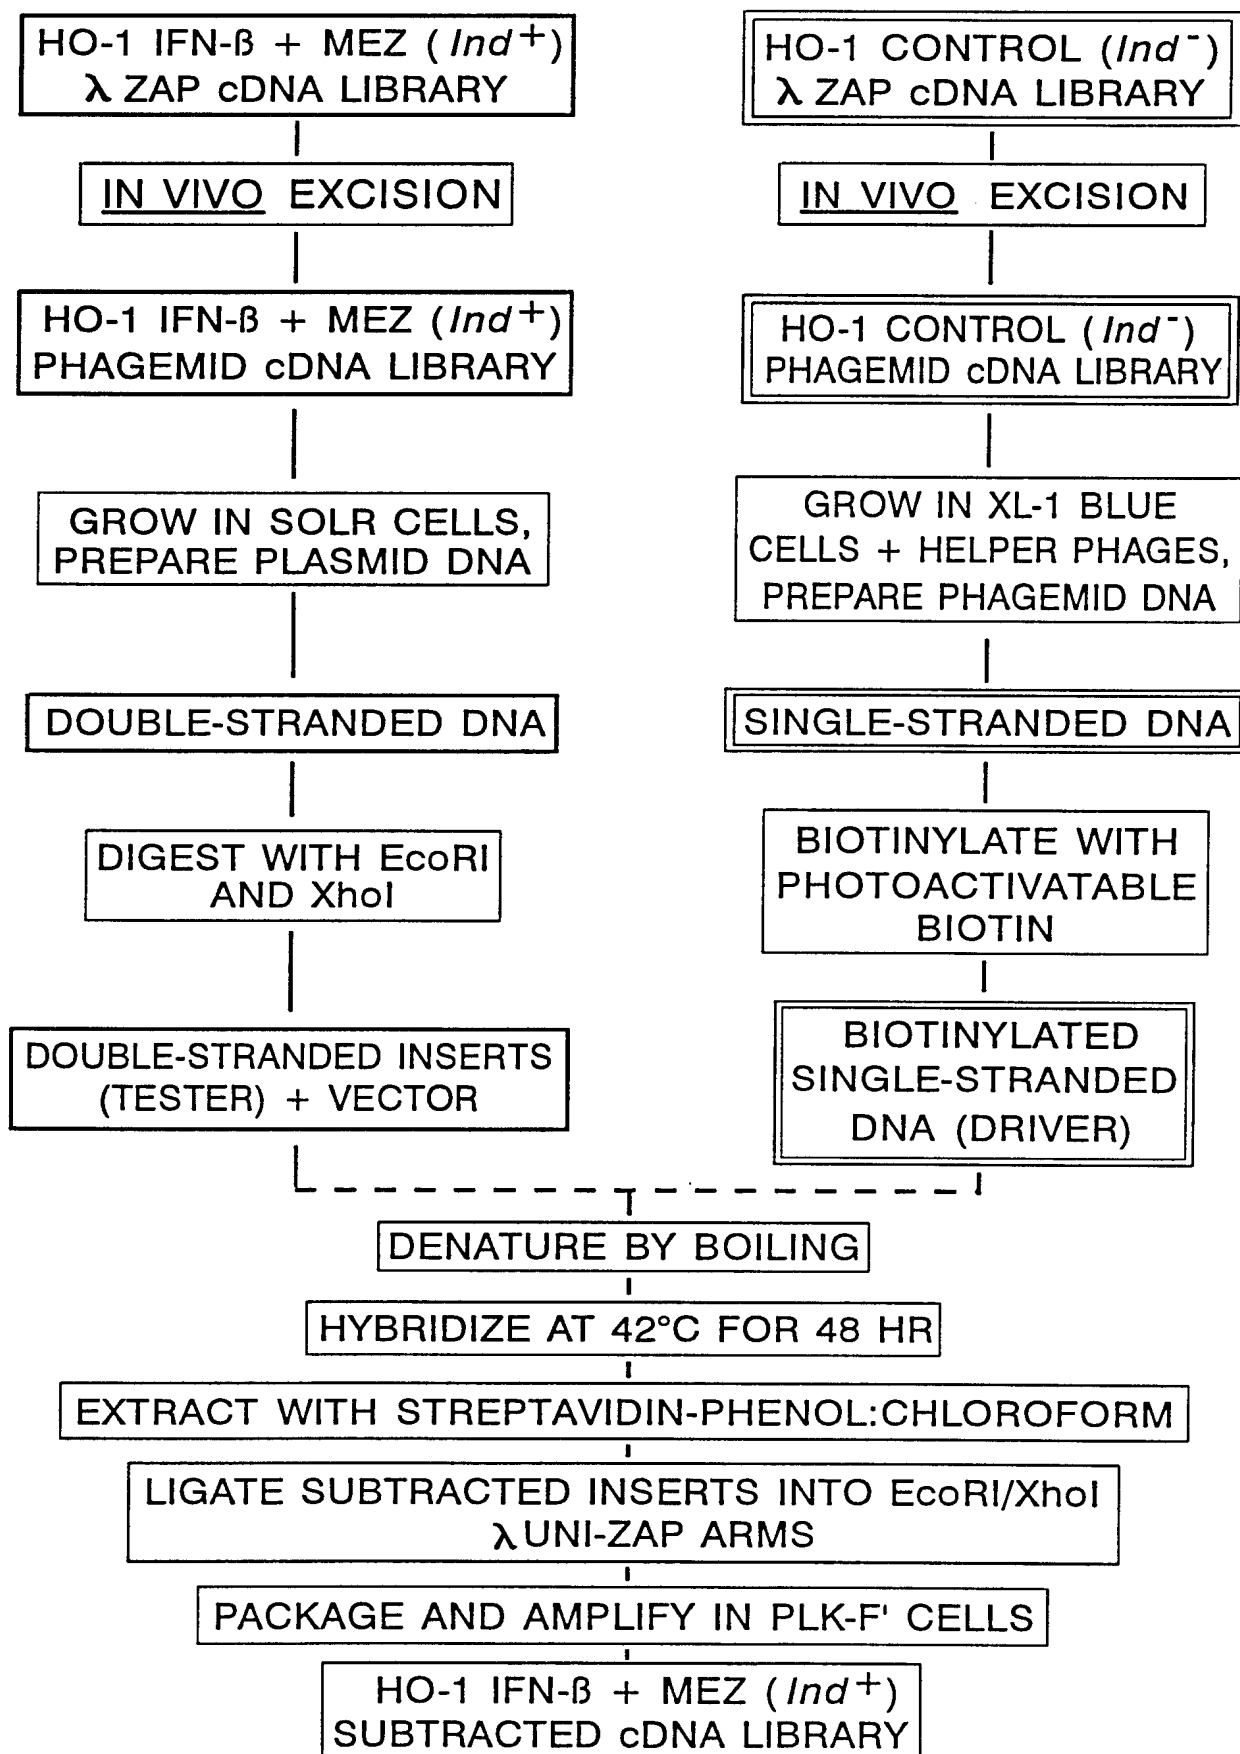 HO-1 IFN-β + MEZ (Ind+)
λ ZAP cDNA LIBRARY
IN VIVO EXCISION
HO-1 IFN-β + MEZ (Ind+)
PHAGEMID cDNA LIBRARY
GROW IN SOLR CELLS,
PREPARE PLASMID DNA
DOUBLE-STRANDED DNA
DIGEST WITH EcoRI
AND XhoI
DOUBLE-STRANDED INSERTS
(TESTER) + VECTOR
HO-1 CONTROL (Ind-)
λ ZAP cDNA LIBRARY
IN VIVO EXCISION
HO-1 CONTROL (Ind-)
PHAGEMID cDNA LIBRARY
GROW IN XL-1 BLUE
CELLS + HELPER PHAGES,
PREPARE PHAGEMID DNA
SINGLE-STRANDED DNA
BIOTINYLATE WITH
PHOTOACTIVATABLE
BIOTIN
BIOTINYLATED
SINGLE-STRANDED
DNA (DRIVER)
DENATURE BY BOILING
HYBRIDIZE AT 42°C FOR 48 HR
EXTRACT WITH STREPTAVIDIN-PHENOL:CHLOROFORM
LIGATE SUBTRACTED INSERTS INTO EcoRI/XhoI
λ UNI-ZAP ARMS
PACKAGE AND AMPLIFY IN PLK-F' CELLS
HO-1 IFN-β + MEZ (Ind+)
SUBTRACTED cDNA LIBRARY